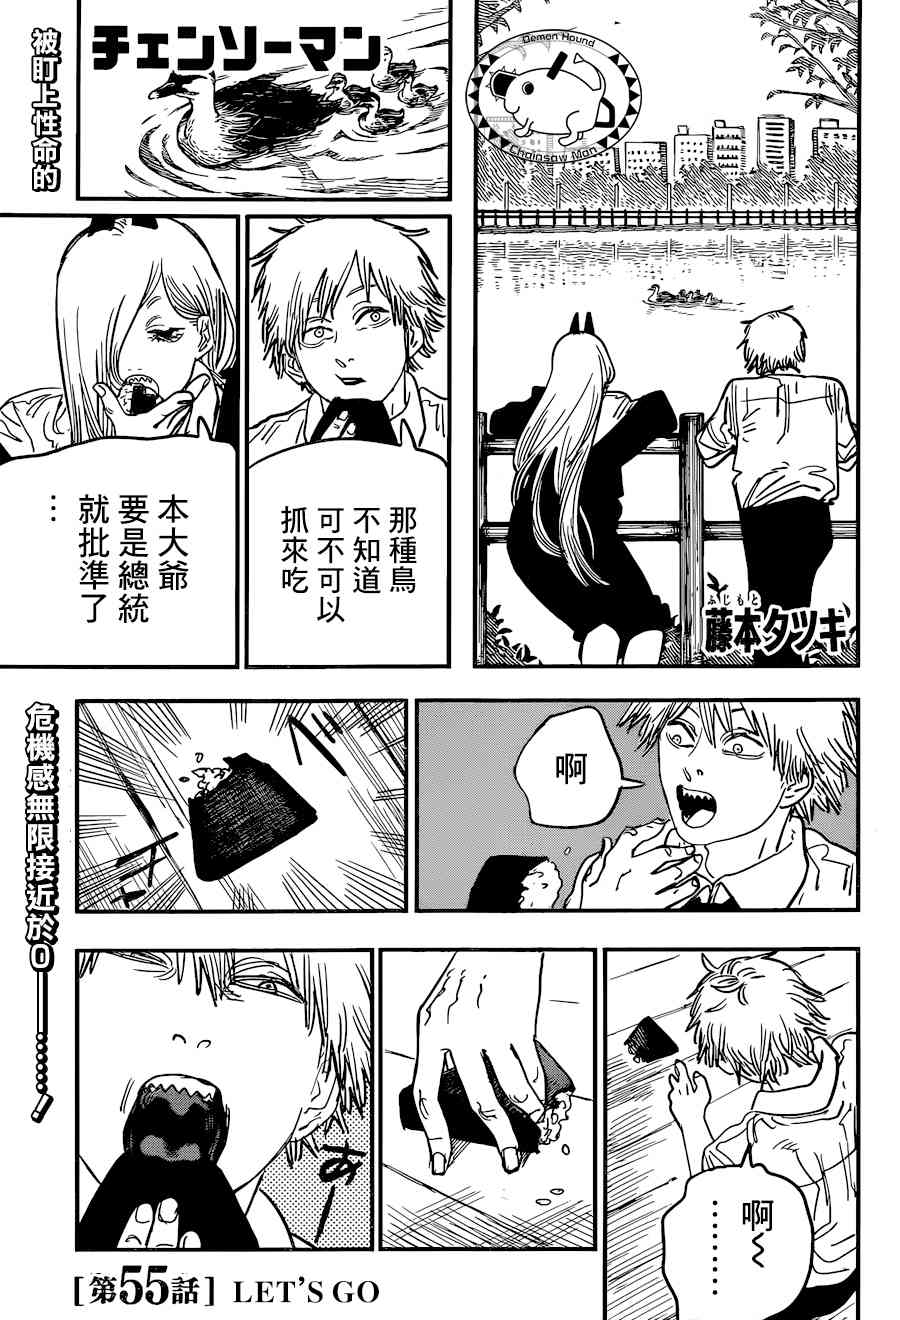 チェンソーマン
Demon Hound
Chainsaw Man
被盯上性命的
ふじもと
藤本タツキ
那種鳥
不知道
可不可以
抓來吃
本大爺
要是總統
就批準了
…
危機感無限接近於0——………!
啊
啊～
………
あー
[第55話] LET'S GO